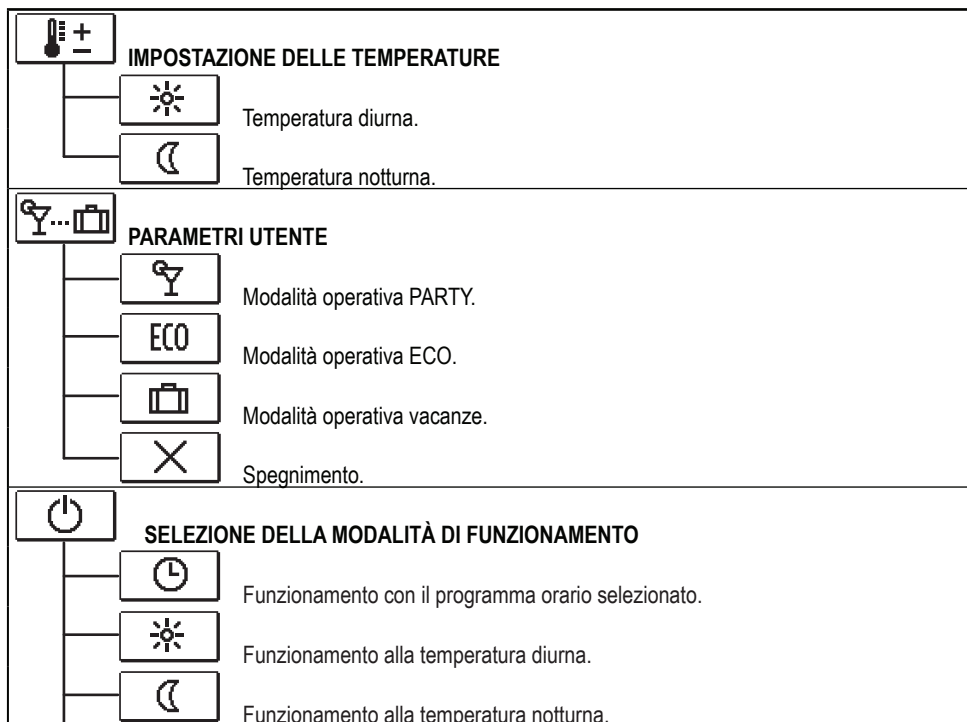 IMPOSTAZIONE DELLE TEMPERATURE
Temperatura diurna.
Temperatura notturna.
PARAMETRI UTENTE
Modalità operativa PARTY.
ECO
Modalità operativa ECO.
Modalità operativa vacanze.
Spegnimento.
SELEZIONE DELLA MODALITÀ DI FUNZIONAMENTO
Funzionamento con il programma orario selezionato.
Funzionamento alla temperatura diurna.
Funzionamento alla temperatura notturna.